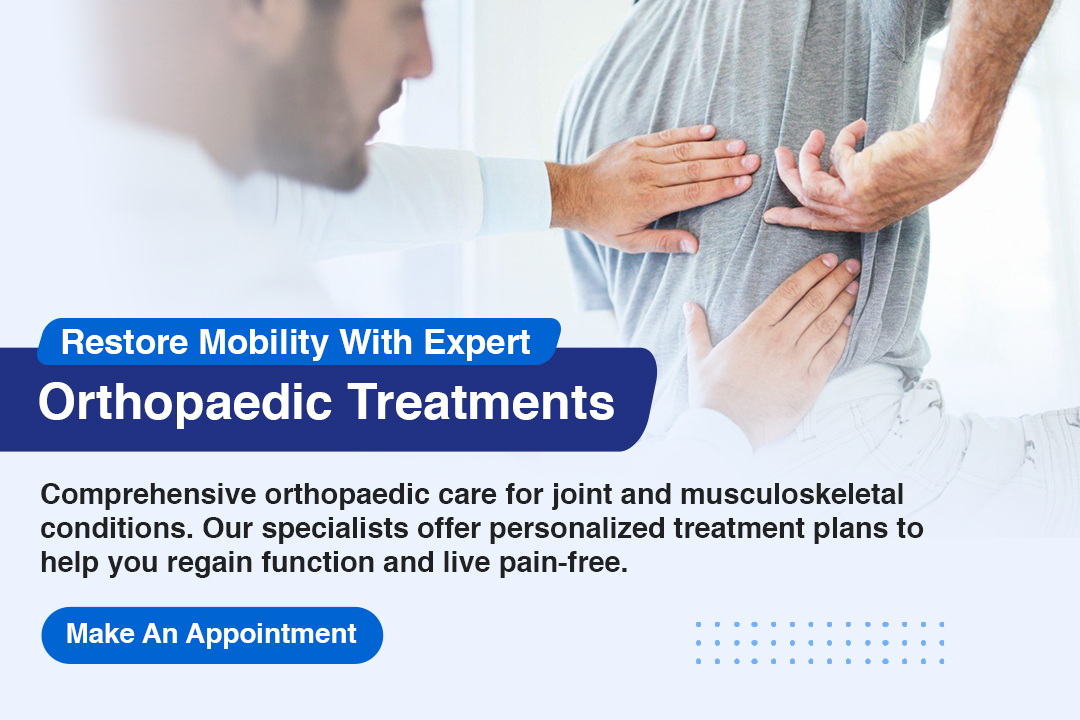 Restore Mobility With Expert
Orthopaedic Treatments
Comprehensive orthopaedic care for joint and musculoskeletal
conditions. Our specialists offer personalized treatment plans to
help you regain function and live pain-free.
Make An Appointment